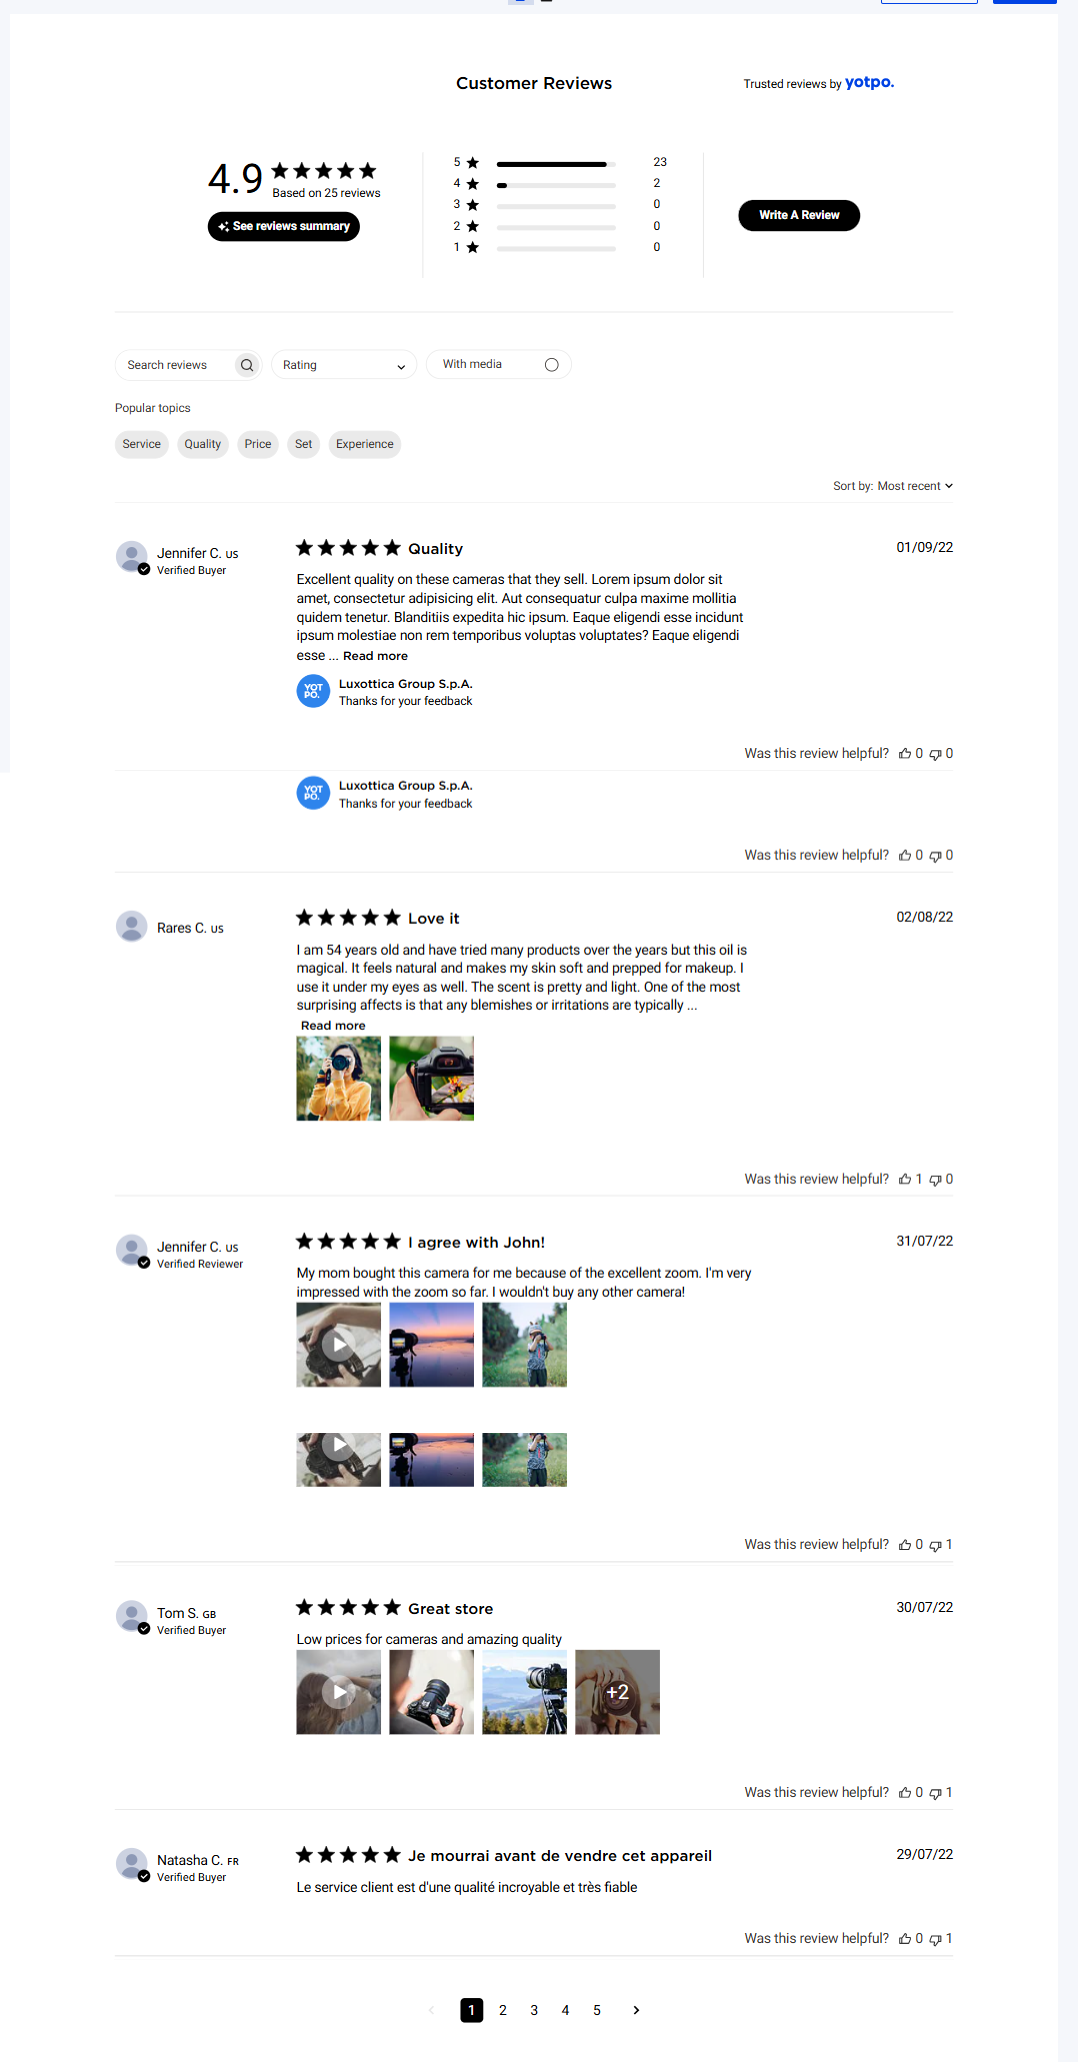 Customer Reviews
Trusted reviews by yotpo.
4.9
Based on 25 reviews
See reviews summary
5 23
4 2
3 0
2 0
1 0
Write A Review
Search reviews
Rating
With media
Popular topics
Service Quality Price Set Experience
Sort by: Most recent
Jennifer C. US
Verified Buyer
Quality
01/09/22
Excellent quality on these cameras that they sell. Lorem ipsum dolor sit
amet, consectetur adipisicing elit. Aut consequatur culpa maxime mollitia
quidem tenetur. Blanditiis expedita hic ipsum. Eaque eligendi esse incidunt
ipsum molestiae non rem temporibus voluptas voluptates? Eaque eligendi
esse ... Read more
YOT
PO.
Luxottica Group S.p.A.
Thanks for your feedback
Was this review helpful? 0 0
YOT
PO.
Luxottica Group S.p.A.
Thanks for your feedback
Was this review helpful? 0 0
Rares C. US
Love it
02/08/22
I am 54 years old and have tried many products over the years but this oil is
magical. It feels natural and makes my skin soft and prepped for makeup. I
use it under my eyes as well. The scent is pretty and light. One of the most
surprising affects is that any blemishes or irritations are typically ...
Read more
Was this review helpful? 1 0
Jennifer C. US
Verified Reviewer
I agree with John!
31/07/22
My mom bought this camera for me because of the excellent zoom. I'm very
impressed with the zoom so far. I wouldn't buy any other camera!
Was this review helpful? 0 1
Tom S. GB
Verified Buyer
Great store
30/07/22
Low prices for cameras and amazing quality
+2
Was this review helpful? 0 1
Natasha C. FR
Verified Buyer
Je mourrai avant de vendre cet appareil
29/07/22
Le service client est d'une qualité incroyable et très fiable
Was this review helpful? 0 1
1 2 3 4 5